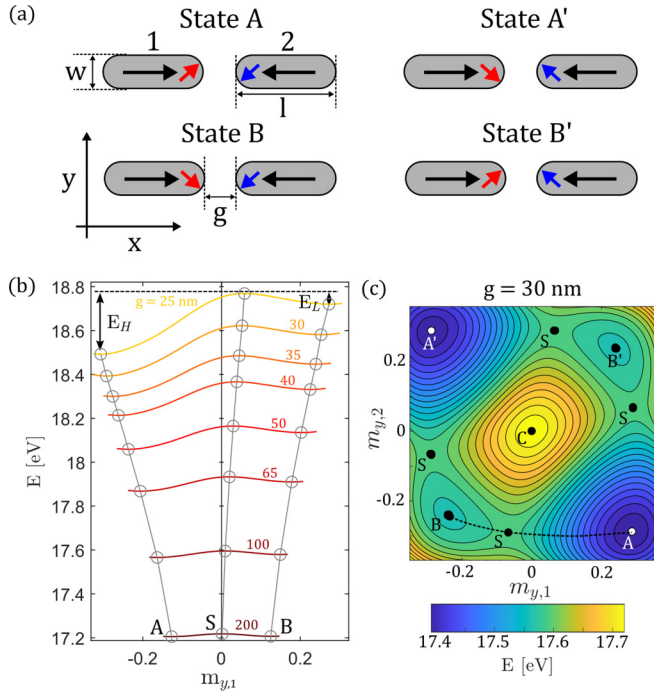 (a)
State A
State A'
1
2
w
l
State B
State B'
y
g
x
(b)
18.8
g = 25 nm
E_L
E_H
18.6
30
35
18.4
40
18.2
50
E [eV]
18.0
65
17.8
17.6
100
17.4
A
S
B
200
17.2
-0.2
0
0.2
m_{y,1}
(c)
g = 30 nm
A'
S
B'
0.2
S
m_{y,2}
0
C
S
-0.2
B
S
A
-0.2
0
0.2
m_{y,1}
17.4
17.5
17.6
17.7
E [eV]